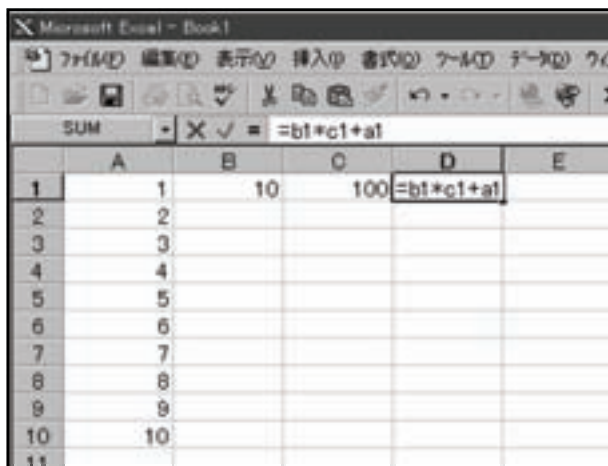 Microsoft Excel - Book1
ファイル(F) 編集(E) 表示(V) 挿入(I) 書式(O) ツール(T) データ(D)
SUM =b1*c1+a1
A B C D E
1 1 10 100 =b1*c1+a1
2 2
3 3
4 4
5 5
6 6
7 7
8 8
9 9
10 10
11